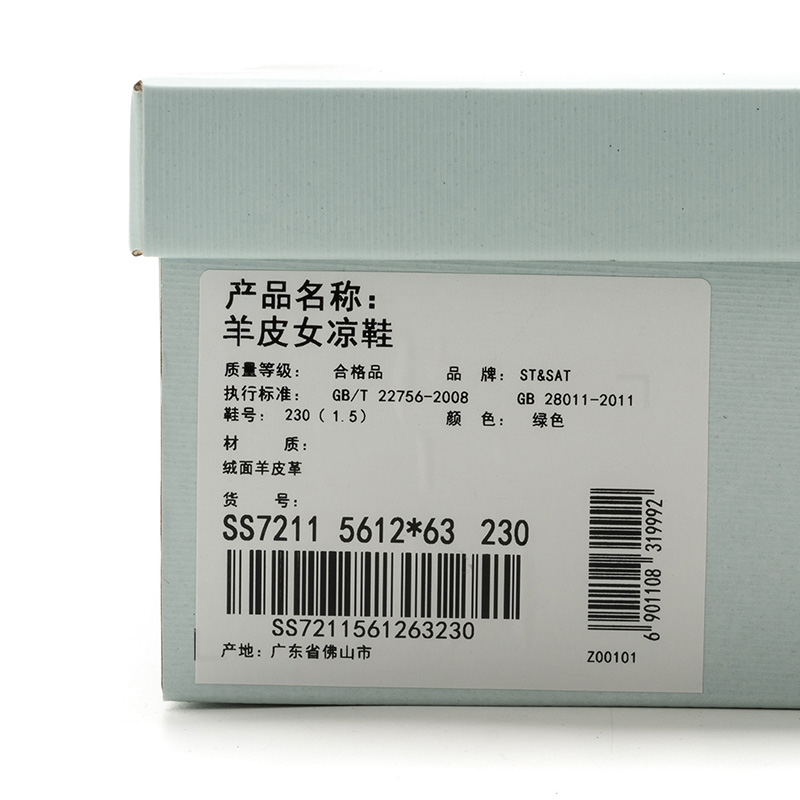 产品名称：
羊皮女凉鞋
质量等级： 合格品 品 牌： ST&SAT
执行标准： GB/T 22756-2008 GB 28011-2011
鞋号： 230 ( 1.5) 颜 色： 绿色
材 质：
绒面羊皮革
货 号：
SS7211 5612*63 230
SS7211561263230
产地：广东省佛山市
6 901108 319992
Z00101